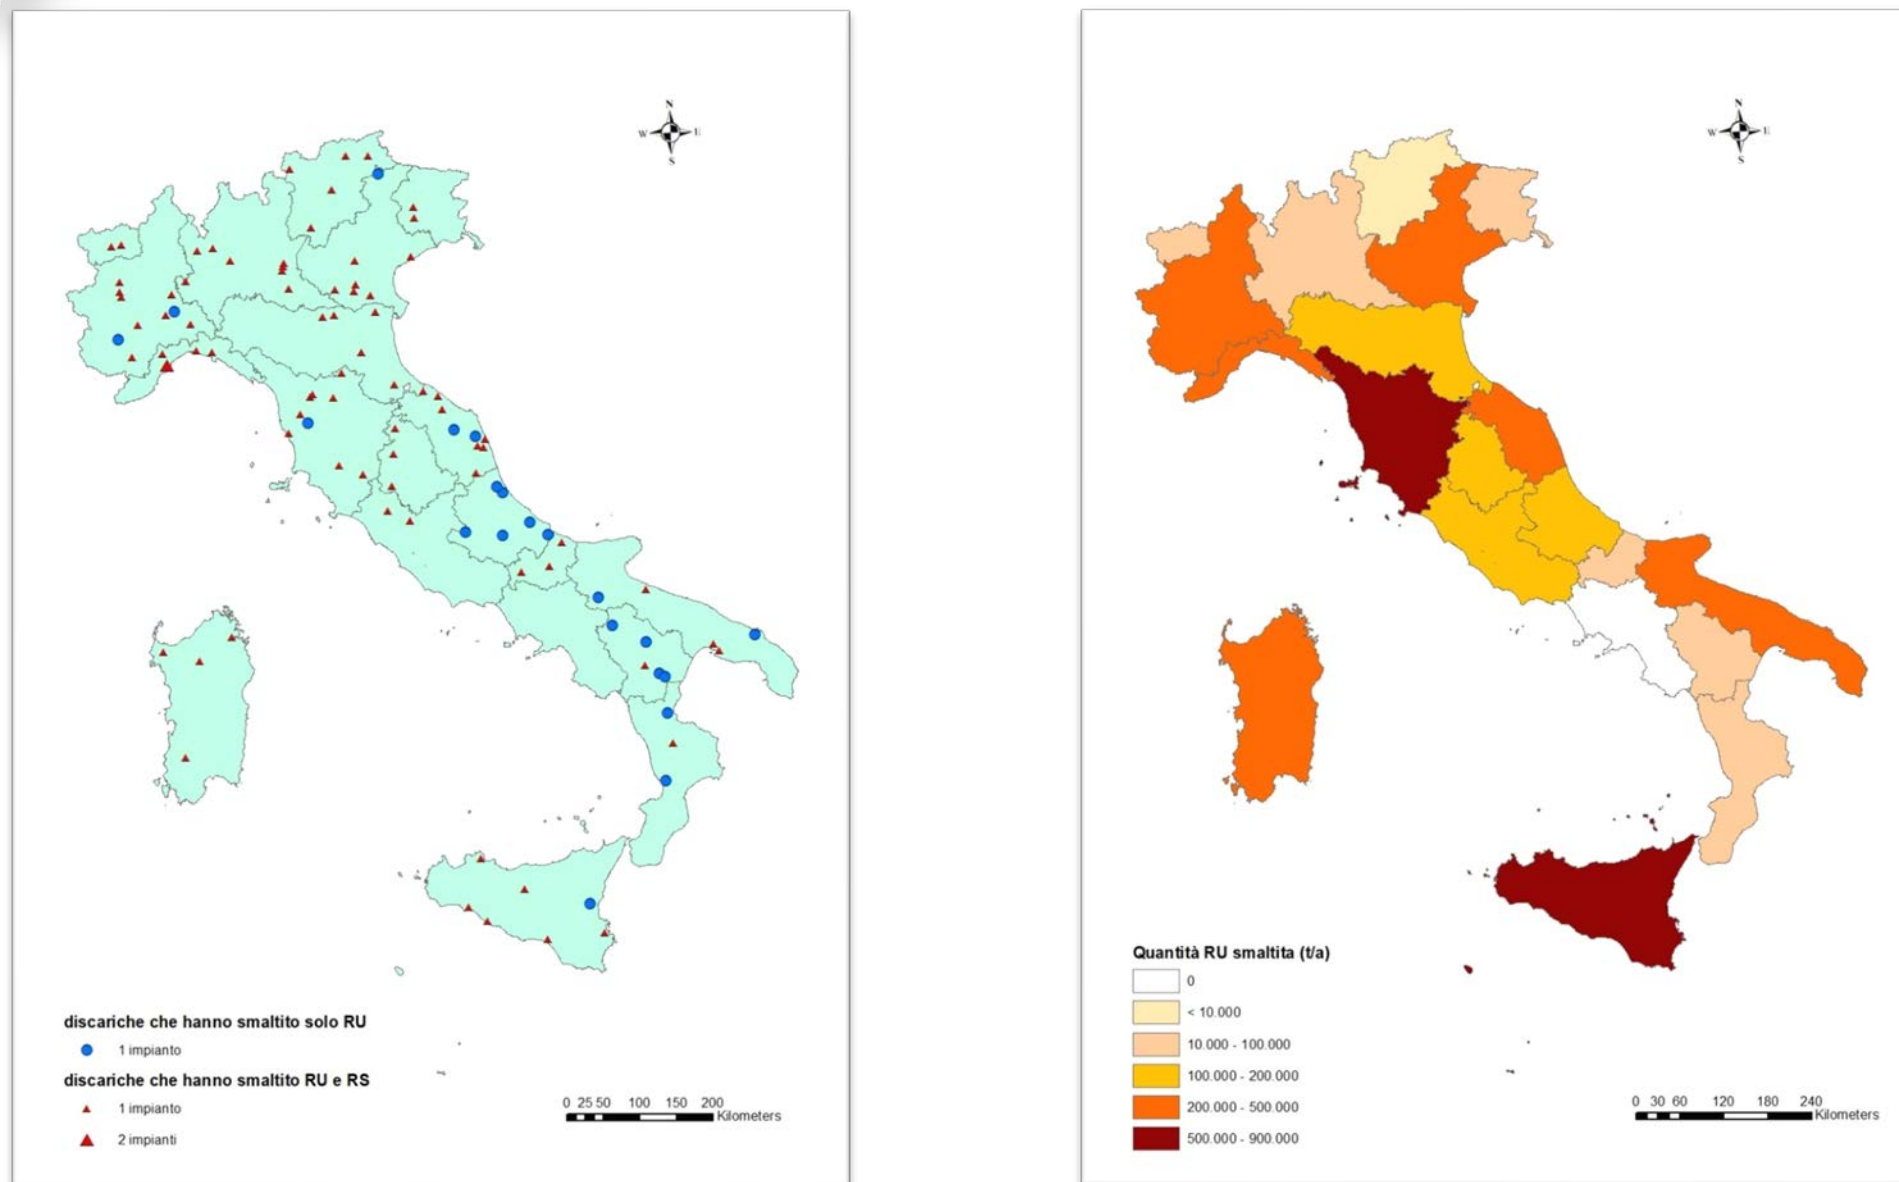 N
W E
S
discariche che hanno smaltito solo RU
1 impianto
discariche che hanno smaltito RU e RS
1 impianto
2 impianti
0 25 50 100 150 200
Kilometers
N
W E
S
Quantità RU smaltita (t/a)
0
< 10.000
10.000 - 100.000
100.000 - 200.000
200.000 - 500.000
500.000 - 900.000
0 30 60 120 180 240
Kilometers